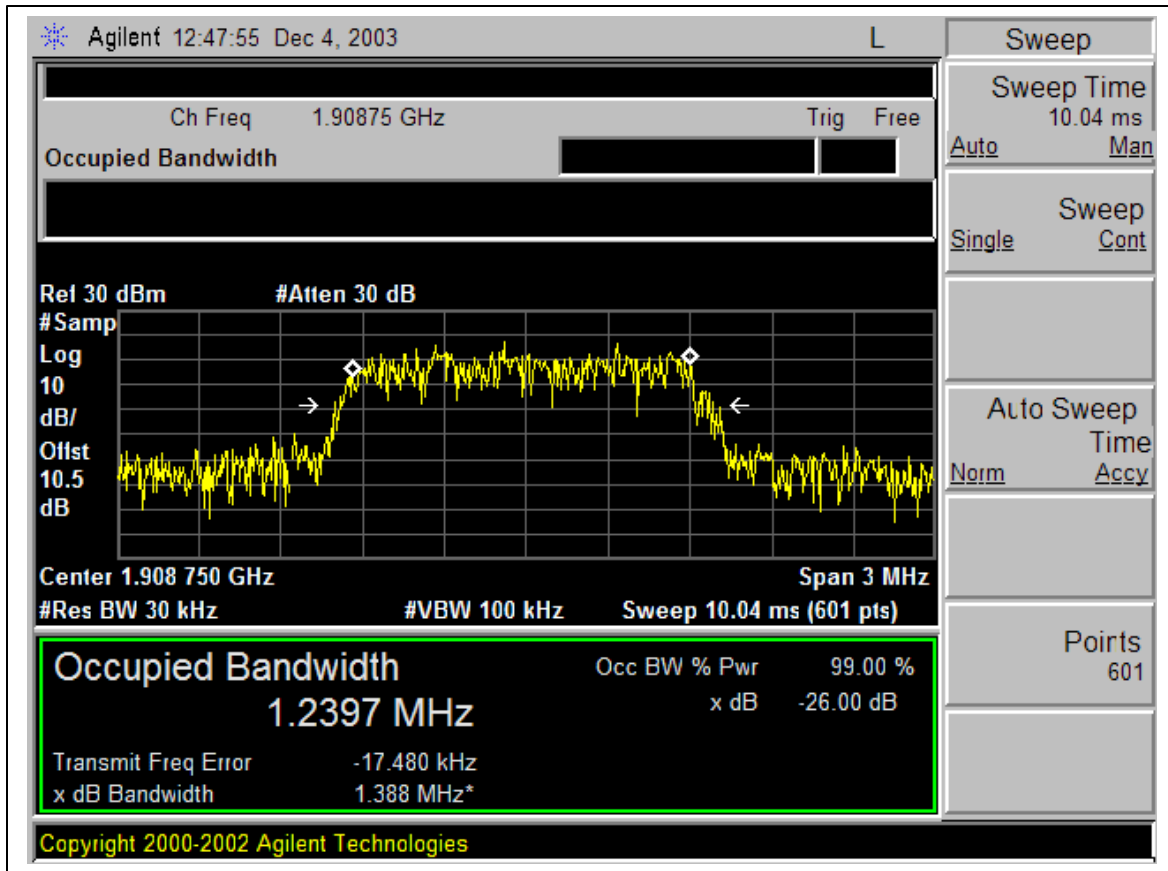 Agilent 12:47:55 Dec 4, 2003 L
Ch Freq 1.90875 GHz Trig Free
Occupied Bandwidth
Ref 30 dBm #Atten 30 dB
#Samp
Log
10
dB/
Offst
10.5
dB
Center 1.908 750 GHz Span 3 MHz
#Res BW 30 kHz #VBW 100 kHz Sweep 10.04 ms (601 pts)
Occupied Bandwidth
1.2397 MHz
Occ BW % Pwr 99.00 %
x dB -26.00 dB
Transmit Freq Error -17.480 kHz
x dB Bandwidth 1.388 MHz*
Copyright 2000-2002 Agilent Technologies
Sweep
Sweep Time
10.04 ms
Auto Man
Sweep
Single Cont
Auto Sweep
Time
Norm Accy
Points
601